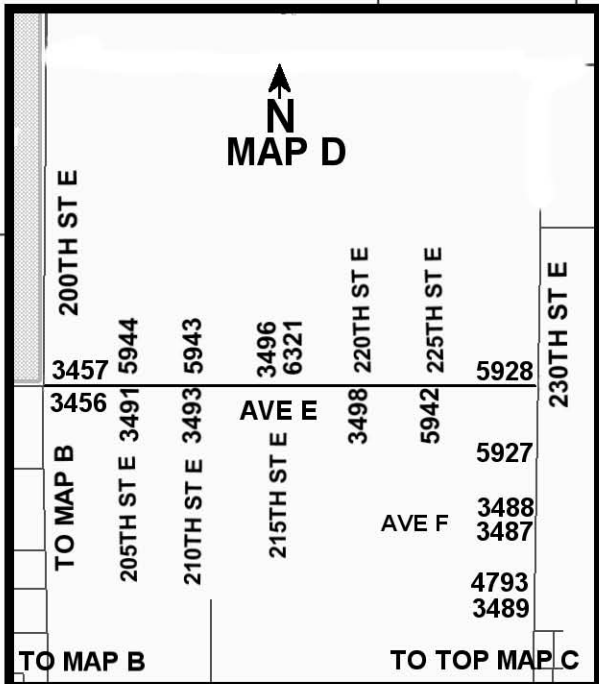 N
MAP D
200TH ST E
5944
5943
3496
6321
220TH ST E
225TH ST E
230TH ST E
3457
5928
3456
3491
3493
AVE E
3498
5942
TO MAP B
205TH ST E
210TH ST E
215TH ST E
5927
AVE F
3488
3487
4793
3489
TO MAP B
TO TOP MAP C